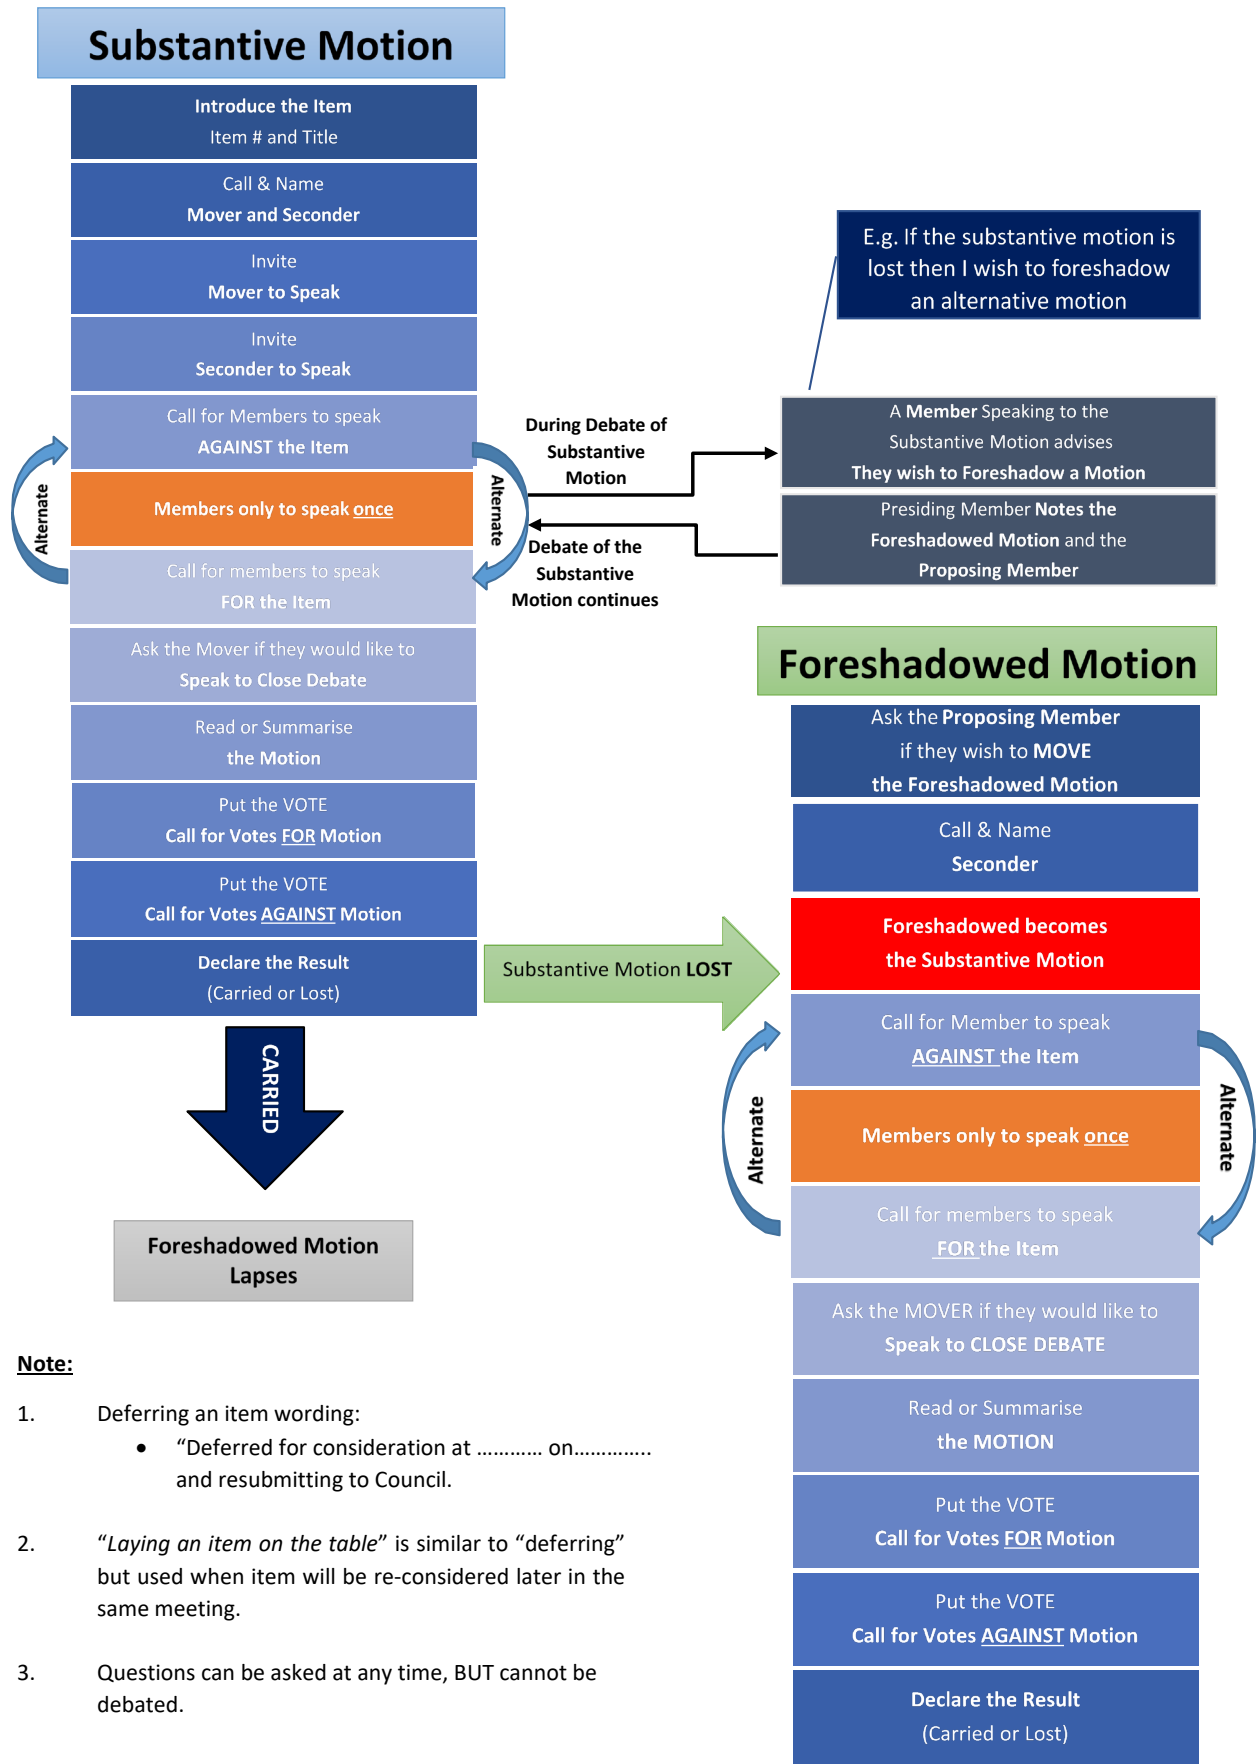 Substantive Motion
Introduce the Item
Item # and Title
Call & Name
Mover and Seconder
Invite
Mover to Speak
Invite
Seconder to Speak
Call for Members to speak
AGAINST the Item
Alternate
Members only to speak once
Alternate
Call for members to speak
FOR the Item
Ask the Mover if they would like to
Speak to Close Debate
Read or Summarise
the Motion
Put the VOTE
Call for Votes FOR Motion
Put the VOTE
Call for Votes AGAINST Motion
Declare the Result
(Carried or Lost)
CARRIED
Foreshadowed Motion
Lapses
During Debate of
Substantive
Motion
Debate of the
Substantive
Motion continues
E.g. If the substantive motion is
lost then I wish to foreshadow
an alternative motion
A Member Speaking to the
Substantive Motion advises
They wish to Foreshadow a Motion
Presiding Member Notes the
Foreshadowed Motion and the
Proposing Member
Substantive Motion LOST
Foreshadowed Motion
Ask the Proposing Member
if they wish to MOVE
the Foreshadowed Motion
Call & Name
Seconder
Foreshadowed becomes
the Substantive Motion
Call for Member to speak
AGAINST the Item
Alternate
Members only to speak once
Alternate
Call for members to speak
FOR the Item
Ask the MOVER if they would like to
Speak to CLOSE DEBATE
Read or Summarise
the MOTION
Put the VOTE
Call for Votes FOR Motion
Put the VOTE
Call for Votes AGAINST Motion
Declare the Result
(Carried or Lost)
Note:
1. Deferring an item wording:
• “Deferred for consideration at ………… on…………..
and resubmitting to Council.
2. “Laying an item on the table” is similar to “deferring”
but used when item will be re-considered later in the
same meeting.
3. Questions can be asked at any time, BUT cannot be
debated.